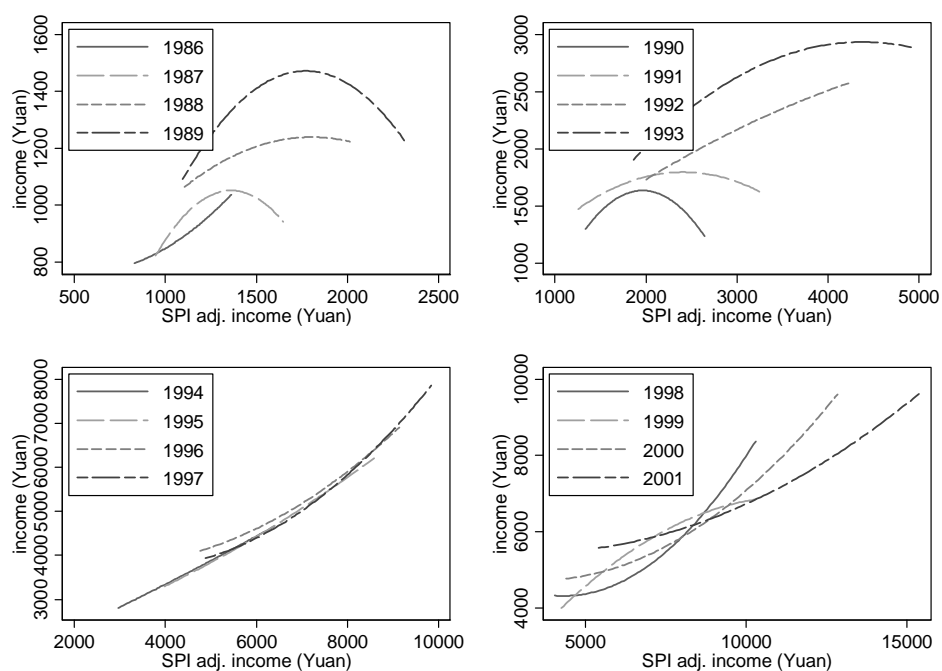 income (Yuan)
800 1000 1200 1400 1600
1986
1987
1988
1989
500 1000 1500 2000 2500
SPI adj. income (Yuan)
income (Yuan)
1000 1500 2000 2500 3000
1990
1991
1992
1993
1000 2000 3000 4000 5000
SPI adj. income (Yuan)
income (Yuan)
3000 4000 5000 6000 7000 8000
1994
1995
1996
1997
2000 4000 6000 8000 10000
SPI adj. income (Yuan)
income (Yuan)
4000 6000 8000 10000
1998
1999
2000
2001
5000 10000 15000
SPI adj. income (Yuan)